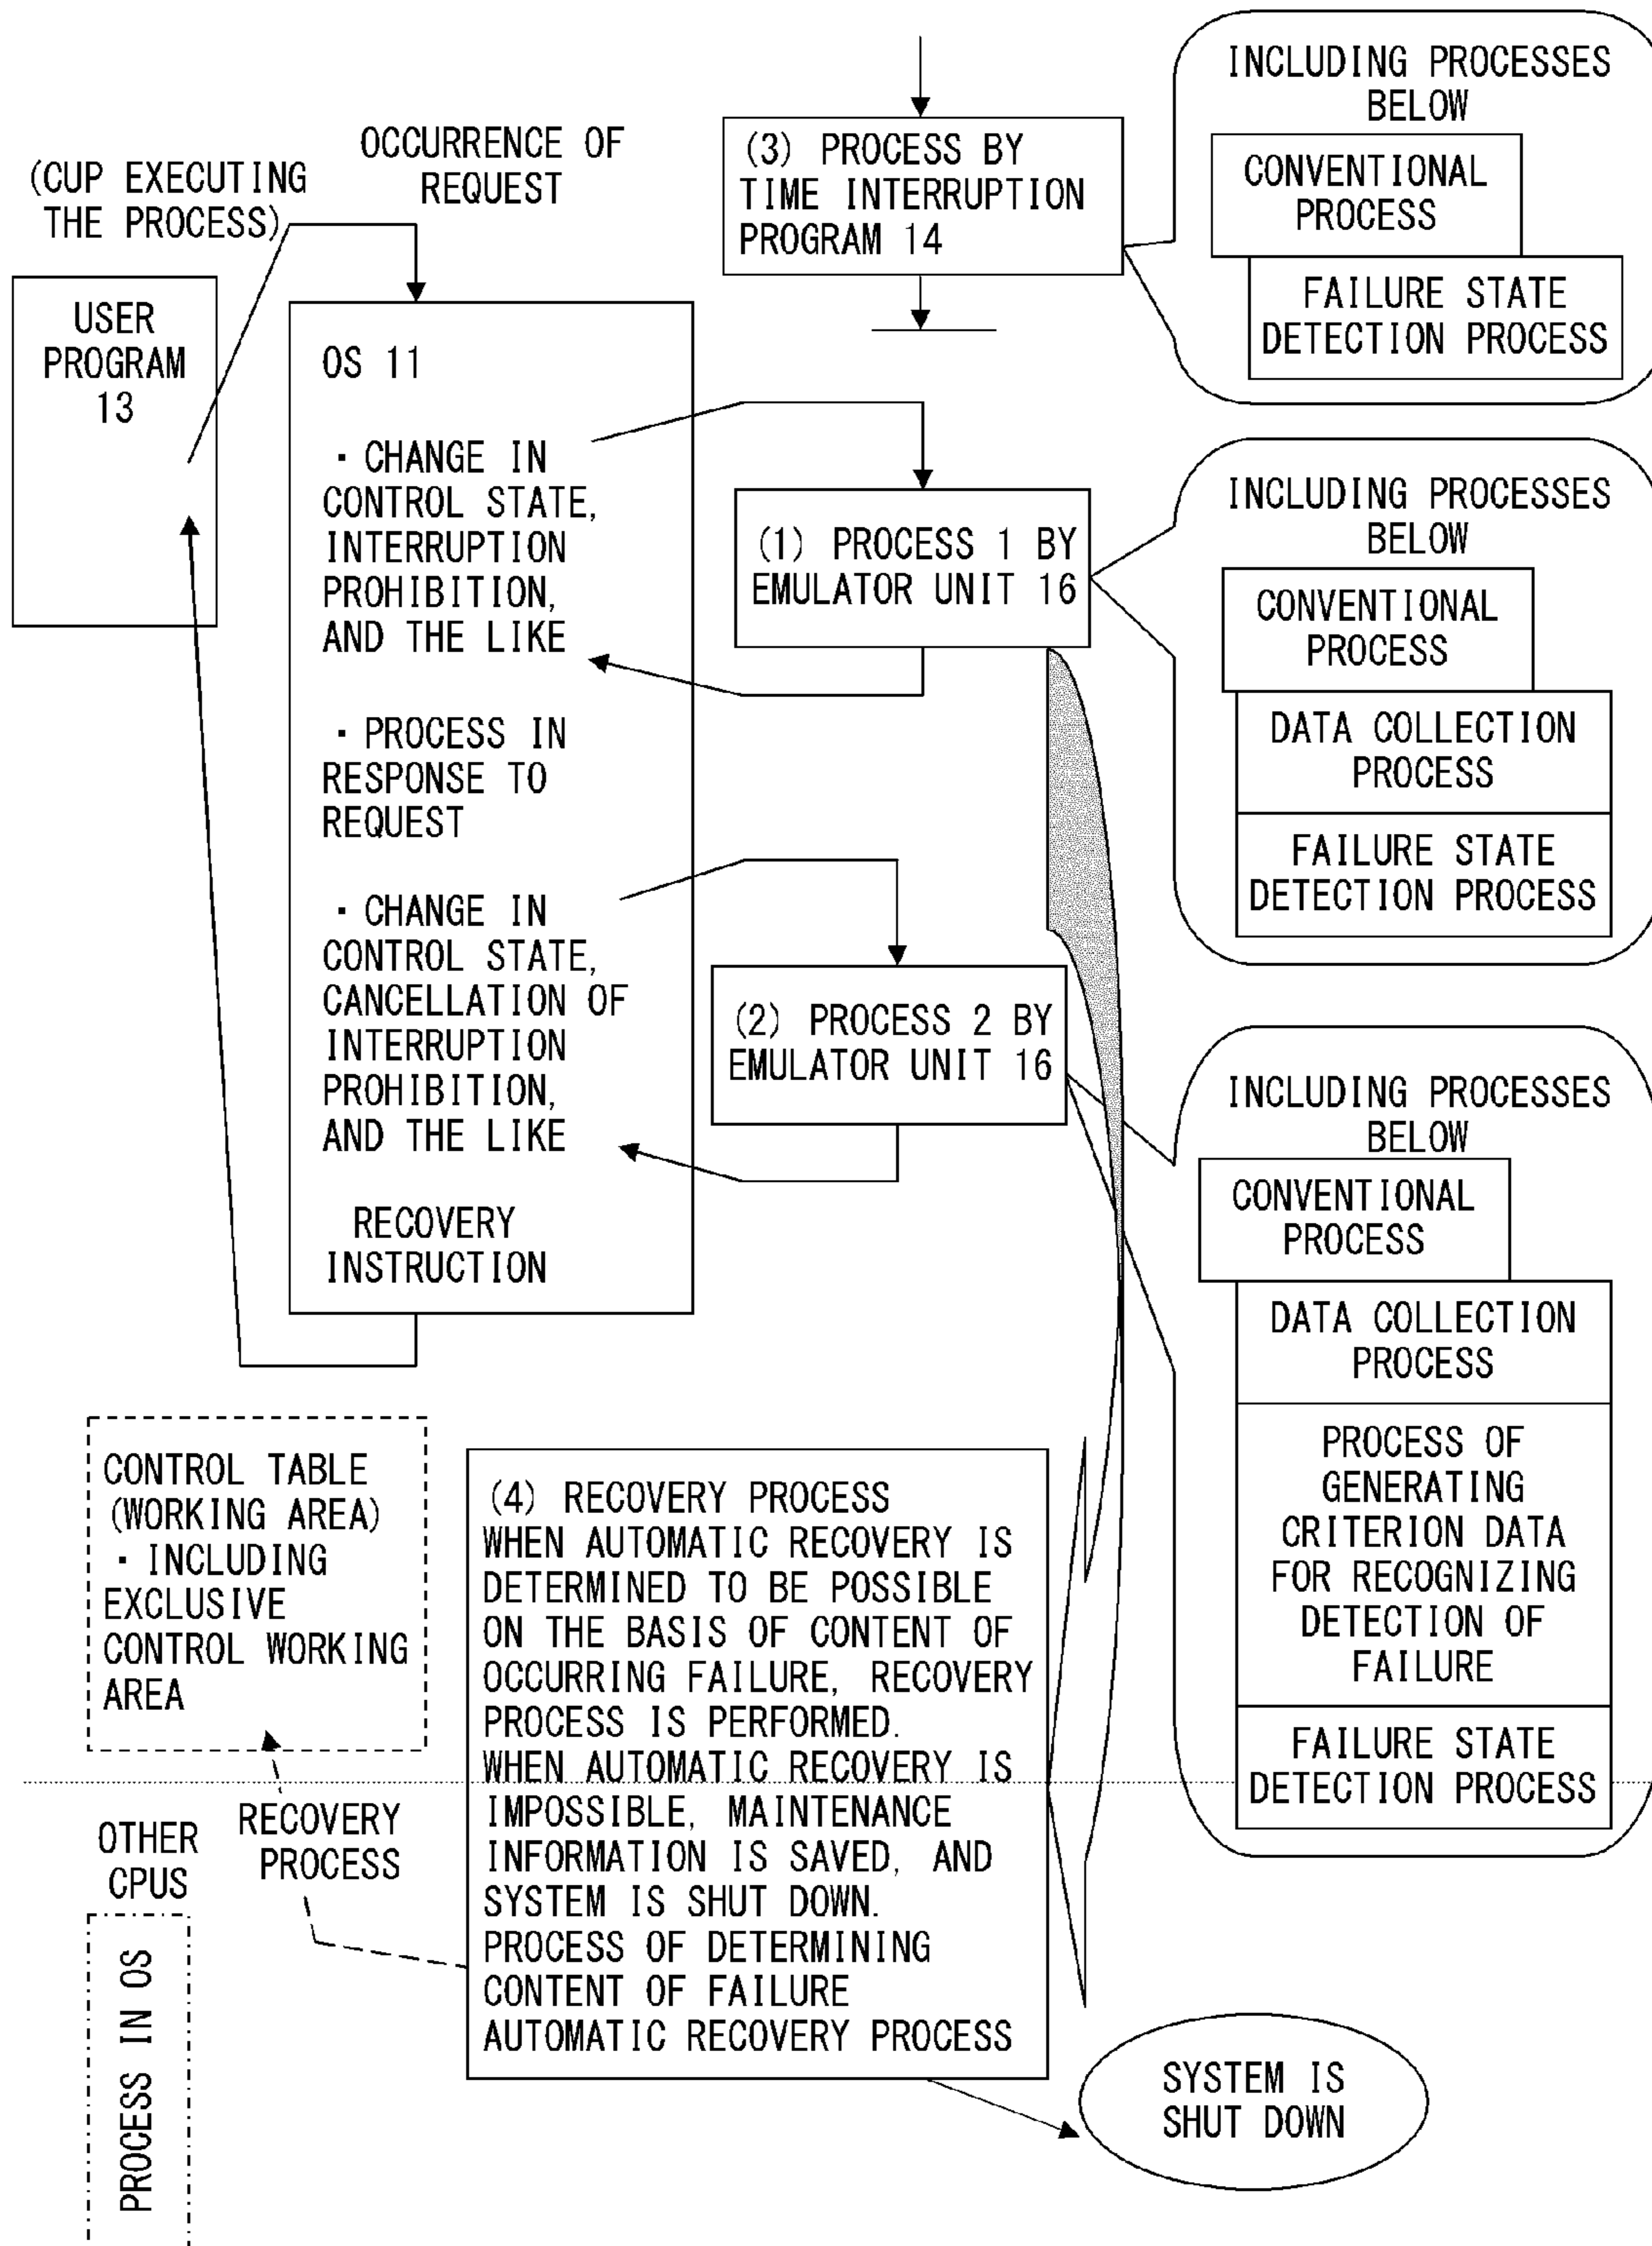 (CUP EXECUTING
THE PROCESS)
OCCURRENCE OF
REQUEST
USER
PROGRAM
13
OS 11
・CHANGE IN
CONTROL STATE,
INTERRUPTION
PROHIBITION,
AND THE LIKE
・PROCESS IN
RESPONSE TO
REQUEST
・CHANGE IN
CONTROL STATE,
CANCELLATION OF
INTERRUPTION
PROHIBITION,
AND THE LIKE
RECOVERY
INSTRUCTION
(3) PROCESS BY
TIME INTERRUPTION
PROGRAM 14
INCLUDING PROCESSES
BELOW
CONVENTIONAL
PROCESS
FAILURE STATE
DETECTION PROCESS
(1) PROCESS 1 BY
EMULATOR UNIT 16
INCLUDING PROCESSES
BELOW
CONVENTIONAL
PROCESS
DATA COLLECTION
PROCESS
FAILURE STATE
DETECTION PROCESS
(2) PROCESS 2 BY
EMULATOR UNIT 16
INCLUDING PROCESSES
BELOW
CONVENTIONAL
PROCESS
DATA COLLECTION
PROCESS
PROCESS OF
GENERATING
CRITERION DATA
FOR RECOGNIZING
DETECTION OF
FAILURE
FAILURE STATE
DETECTION PROCESS
CONTROL TABLE
(WORKING AREA)
・INCLUDING
EXCLUSIVE
CONTROL WORKING
AREA
(4) RECOVERY PROCESS
WHEN AUTOMATIC RECOVERY IS
DETERMINED TO BE POSSIBLE
ON THE BASIS OF CONTENT OF
OCCURRING FAILURE, RECOVERY
PROCESS IS PERFORMED.
WHEN AUTOMATIC RECOVERY IS
IMPOSSIBLE, MAINTENANCE
INFORMATION IS SAVED, AND
SYSTEM IS SHUT DOWN.
PROCESS OF DETERMINING
CONTENT OF FAILURE
AUTOMATIC RECOVERY PROCESS
RECOVERY
PROCESS
OTHER
CPUS
PROCESS IN OS
SYSTEM IS
SHUT DOWN